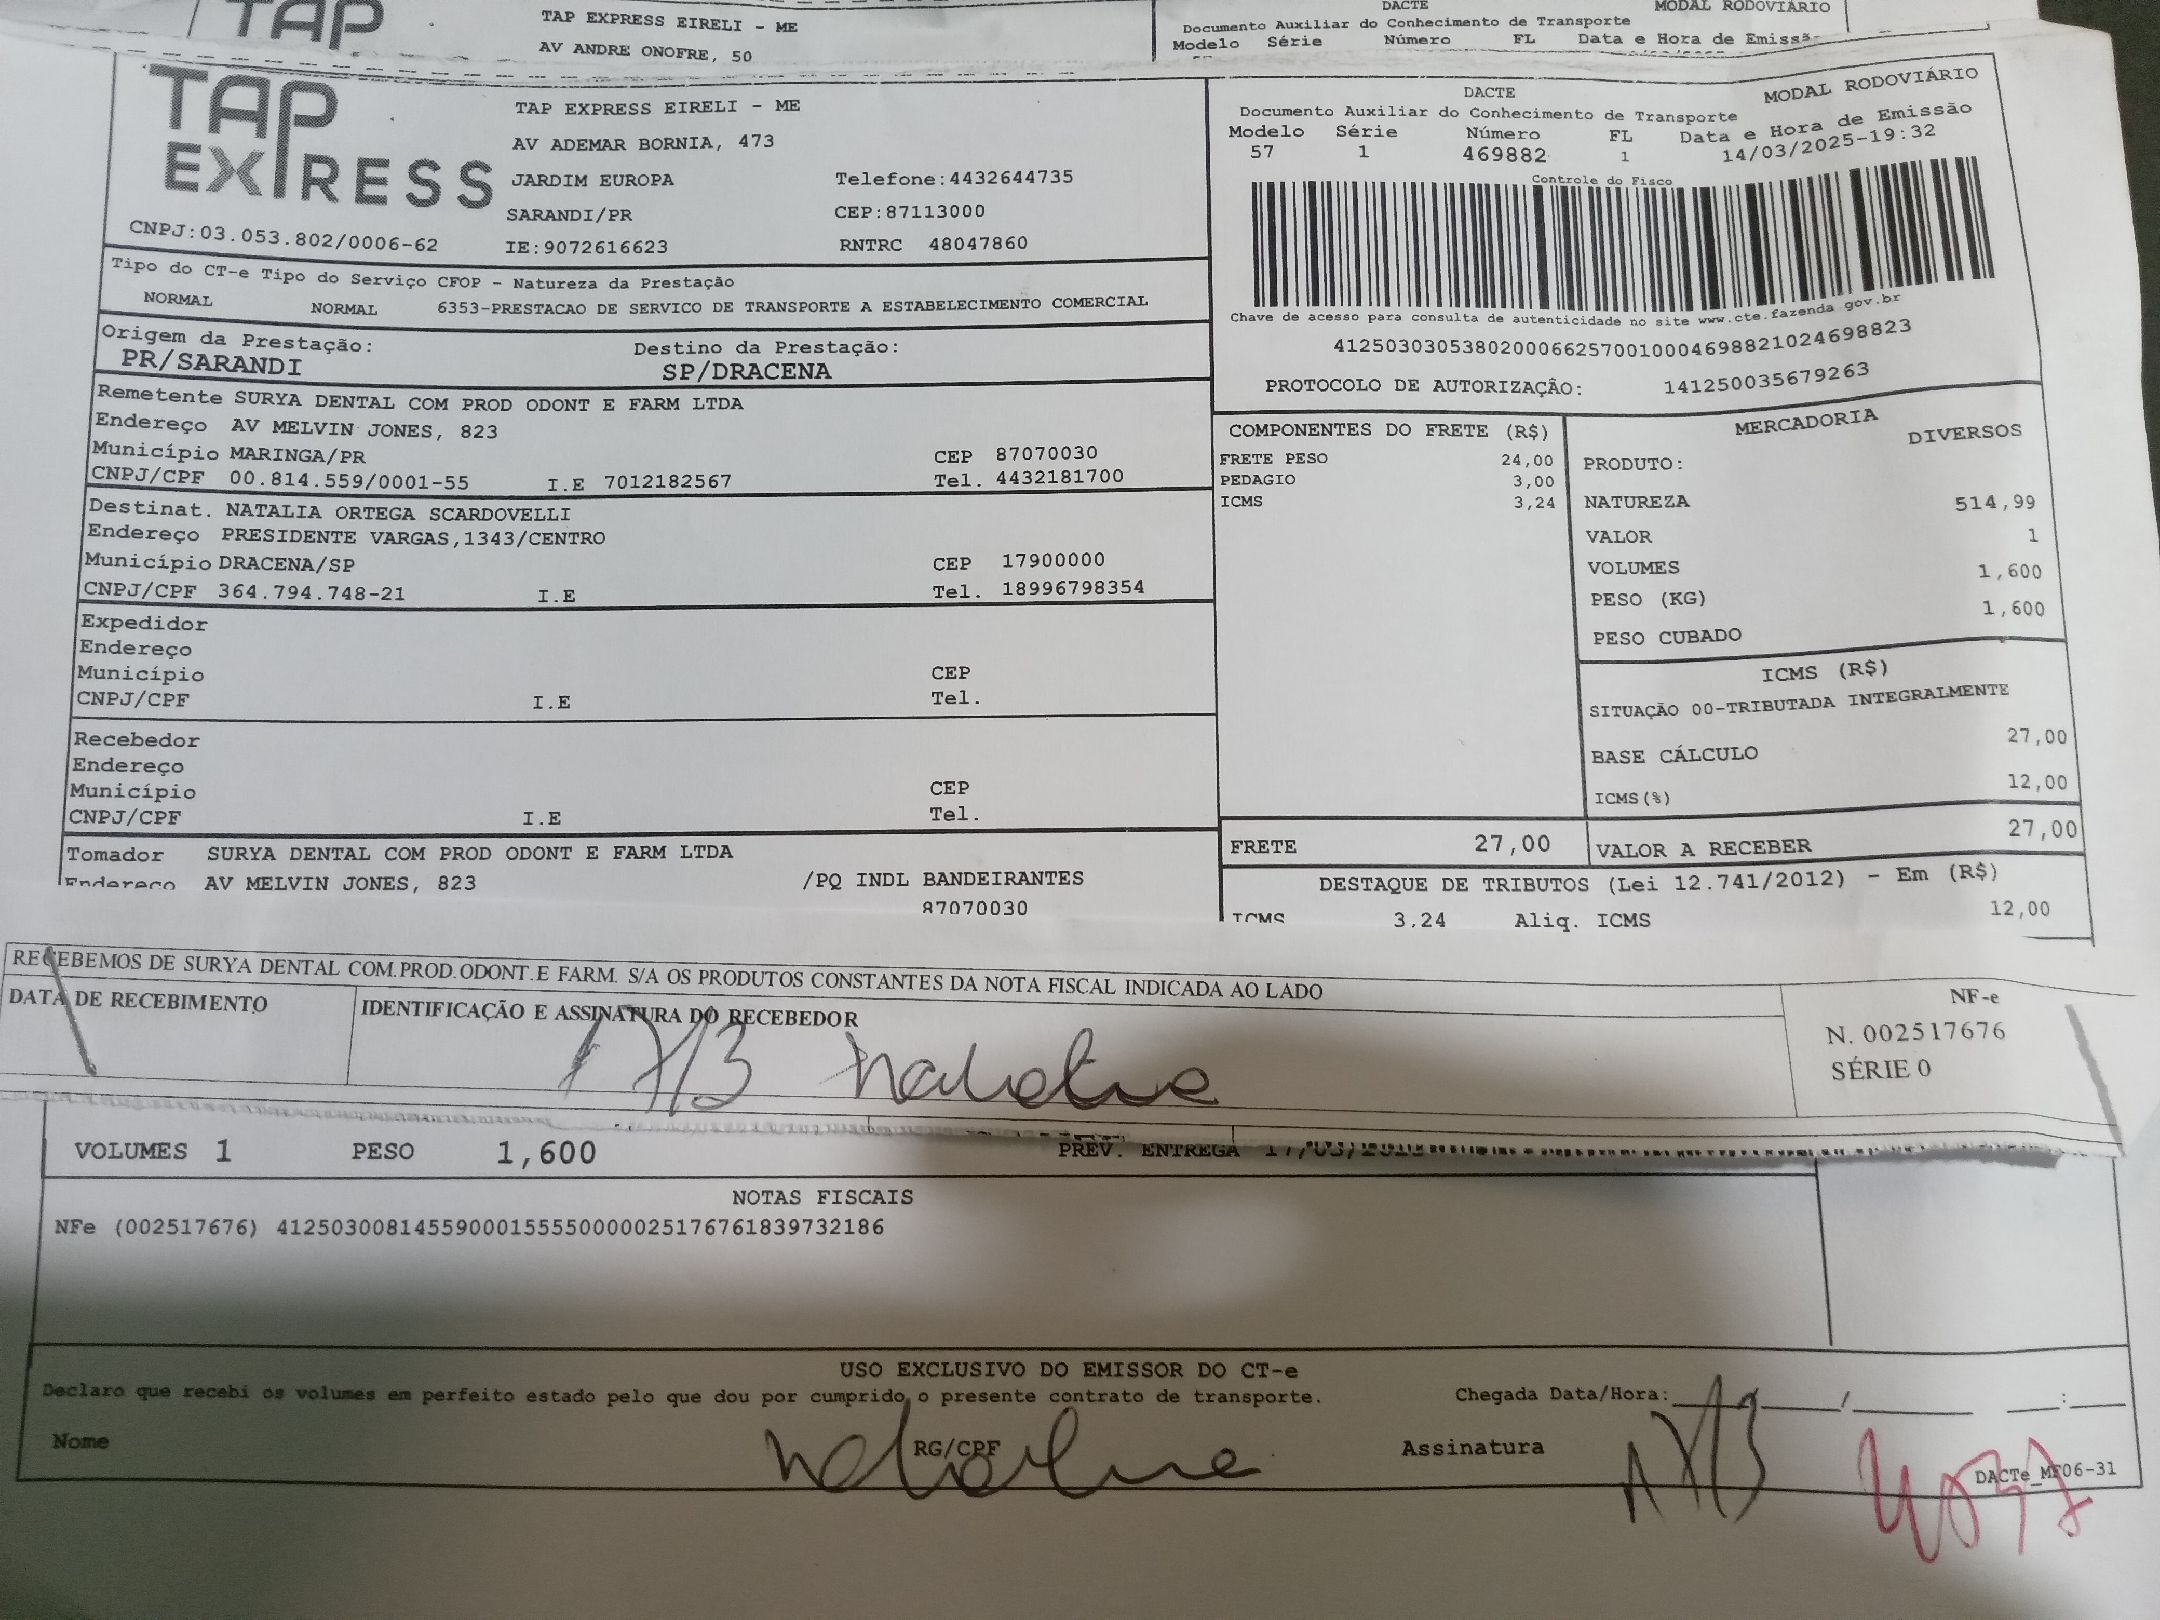 TAP
TAP EXPRESS EIRELI - ME
AV ANDRE ONOFRE, 50
DACTE
MODAL RODOVIÁRIO
Documento Auxiliar do Conhecimento de Transporte
Modelo Série Número FL Data e Hora de Emissã
TAP EXPRESS
CNPJ:03.053.802/0006-62
TAP EXPRESS EIRELI - ME
AV ADEMAR BORNIA, 473
JARDIM EUROPA Telefone:4432644735
SARANDI/PR CEP:87113000
IE:9072616623 RNTRC 48047860
DACTE
MODAL RODOVIÁRIO
Documento Auxiliar do Conhecimento de Transporte
Modelo Série Número FL Data e Hora de Emissão
57 1 469882 1 14/03/2025-19:32
Controle do Fisco
Chave de acesso para consulta de autenticidade no site www.cte.fazenda.gov.br
41250303053802000662570010004698821024698823
PROTOCOLO DE AUTORIZAÇÃO: 141250035679263
Tipo do CT-e Tipo do Serviço CFOP - Natureza da Prestação
NORMAL NORMAL 6353-PRESTACAO DE SERVICO DE TRANSPORTE A ESTABELECIMENTO COMERCIAL
Origem da Prestação: Destino da Prestação:
PR/SARANDI SP/DRACENA
Remetente SURYA DENTAL COM PROD ODONT E FARM LTDA
Endereço AV MELVIN JONES, 823
Município MARINGA/PR CEP 87070030
CNPJ/CPF 00.814.559/0001-55 I.E 7012182567 Tel. 4432181700
Destinat. NATALIA ORTEGA SCARDOVELLI
Endereço PRESIDENTE VARGAS,1343/CENTRO
Município DRACENA/SP CEP 17900000
CNPJ/CPF 364.794.748-21 I.E Tel. 18996798354
Expedidor
Endereço
Município CEP
CNPJ/CPF I.E Tel.
Recebedor
Endereço
Município CEP
CNPJ/CPF I.E Tel.
Tomador SURYA DENTAL COM PROD ODONT E FARM LTDA
Endereço AV MELVIN JONES, 823 /PQ INDL BANDEIRANTES
87070030
COMPONENTES DO FRETE (R$)
FRETE PESO 24,00
PEDAGIO 3,00
ICMS 3,24
FRETE 27,00
MERCADORIA
PRODUTO: DIVERSOS
NATUREZA 514,99
VALOR 1
VOLUMES 1,600
PESO (KG) 1,600
PESO CUBADO
ICMS (R$)
SITUAÇÃO 00-TRIBUTADA INTEGRALMENTE
BASE CÁLCULO 27,00
ICMS(%) 12,00
VALOR A RECEBER 27,00
DESTAQUE DE TRIBUTOS (Lei 12.741/2012) - Em (R$)
ICMS 3,24 Aliq. ICMS 12,00
RECEBEMOS DE SURYA DENTAL COM.PROD.ODONT.E FARM. S/A OS PRODUTOS CONSTANTES DA NOTA FISCAL INDICADA AO LADO
DATA DE RECEBIMENTO IDENTIFICAÇÃO E ASSINATURA DO RECEBEDOR
17/3
NF-e
N. 002517676
SÉRIE 0
VOLUMES 1 PESO 1,600 PREV. ENTREGA 17/03/
NOTAS FISCAIS
NFe (002517676) 41250300814559000155550000025176761839732186
USO EXCLUSIVO DO EMISSOR DO CT-e
Declaro que recebi os volumes em perfeito estado pelo que dou por cumprido o presente contrato de transporte.
Chegada Data/Hora: / :
Nome RG/CPF Assinatura
17/3
DACTe_MF06-31